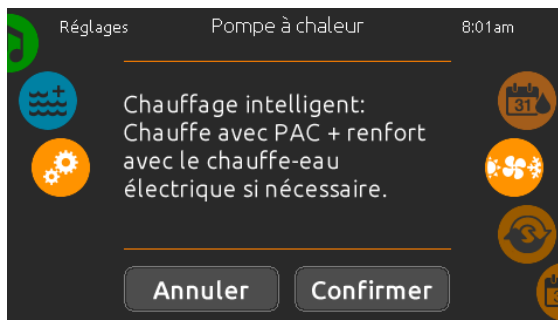 Réglages Pompe à chaleur 8:01am
Chauffage intelligent:
Chauffe avec PAC + renfort
avec le chauffe-eau
électrique si nécessaire.
31
Annuler Confirmer